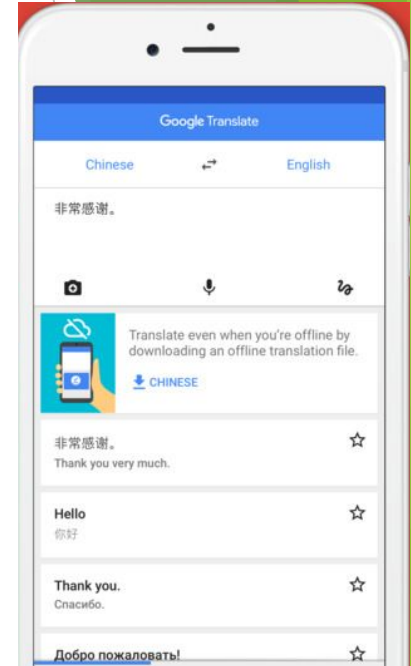 Google Translate
Chinese
English
非常感谢。
Translate even when you're offline by
downloading an offline translation file.
CHINESE
非常感谢。
Thank you very much.
Hello
你好
Thank you.
Спасибо.
Добро пожаловать!